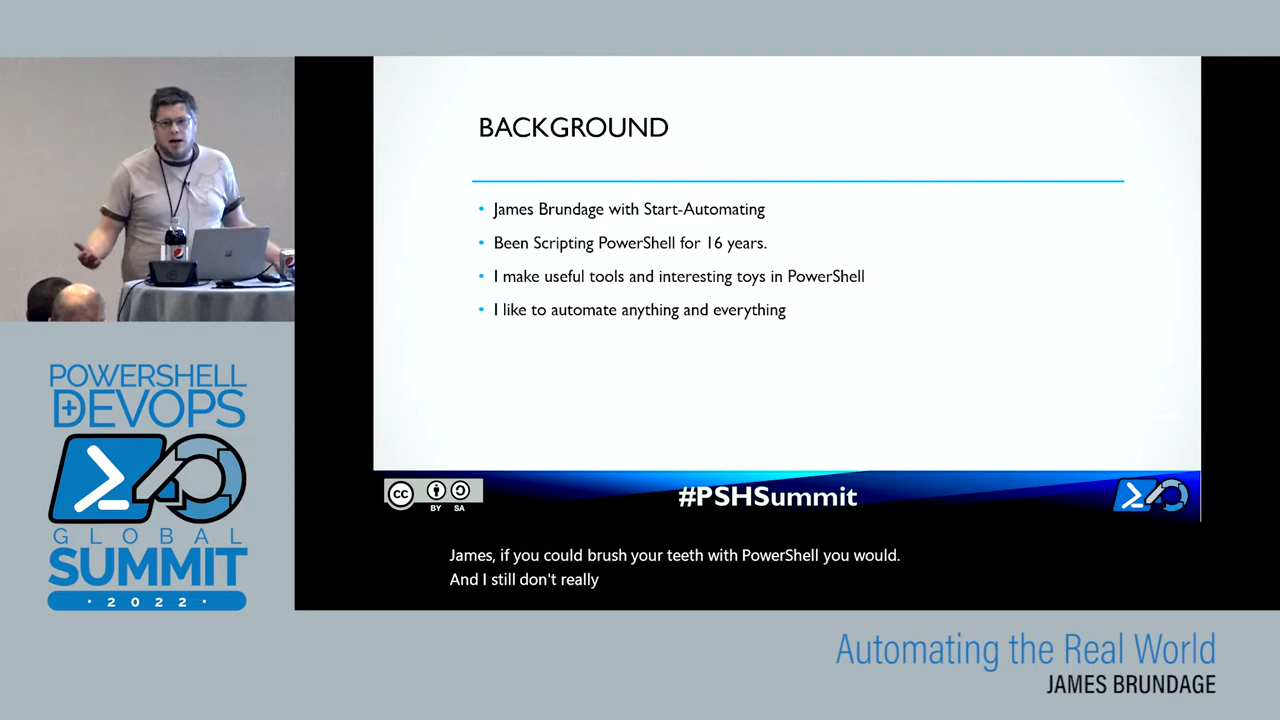 BACKGROUND
• James Brundage with Start-Automating
• Been Scripting PowerShell for 16 years.
• I make useful tools and interesting toys in PowerShell
• I like to automate anything and everything
CC
BY SA
#PSHSummit
James, if you could brush your teeth with PowerShell you would.
And I still don't really
POWERSHELL
+DEVOPS
GLOBAL
SUMMIT
· 2022 ·
Automating the Real World
JAMES BRUNDAGE